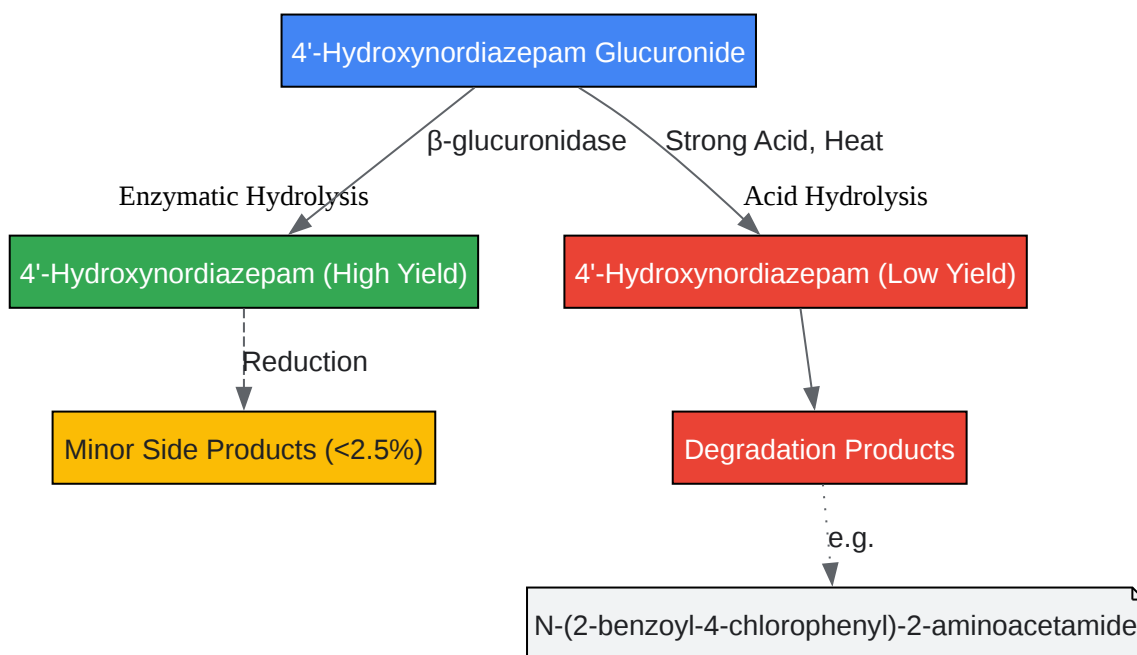 4'-Hydroxynordiazepam Glucuronide
β-glucuronidase
Strong Acid, Heat
Enzymatic Hydrolysis
Acid Hydrolysis
4'-Hydroxynordiazepam (High Yield)
4'-Hydroxynordiazepam (Low Yield)
Reduction
Minor Side Products (<2.5%)
Degradation Products
e.g.
N-(2-benzoyl-4-chlorophenyl)-2-aminoacetamide